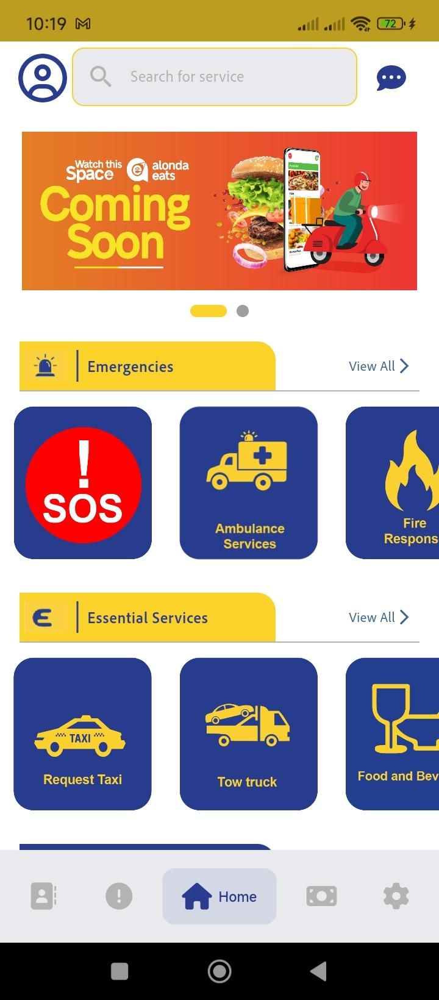 10:19
72
Search for service
Watch this
Space
alonda
eats
Coming
Soon
Emergencies
View All
!
SOS
Ambulance
Services
Fire
Respons
Essential Services
View All
TAXI
Request Taxi
Tow truck
Food and Bev
Home